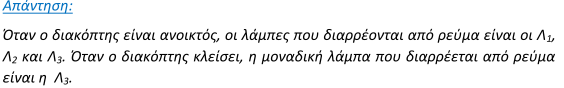 Απάντηση:
Όταν ο διακόπτης είναι ανοικτός, οι λάμπες που διαρρέονται από ρεύμα είναι οι Λ₁,
Λ₂ και Λ₃. Όταν ο διακόπτης κλείσει, η μοναδική λάμπα που διαρρέεται από ρεύμα
είναι η Λ₃.